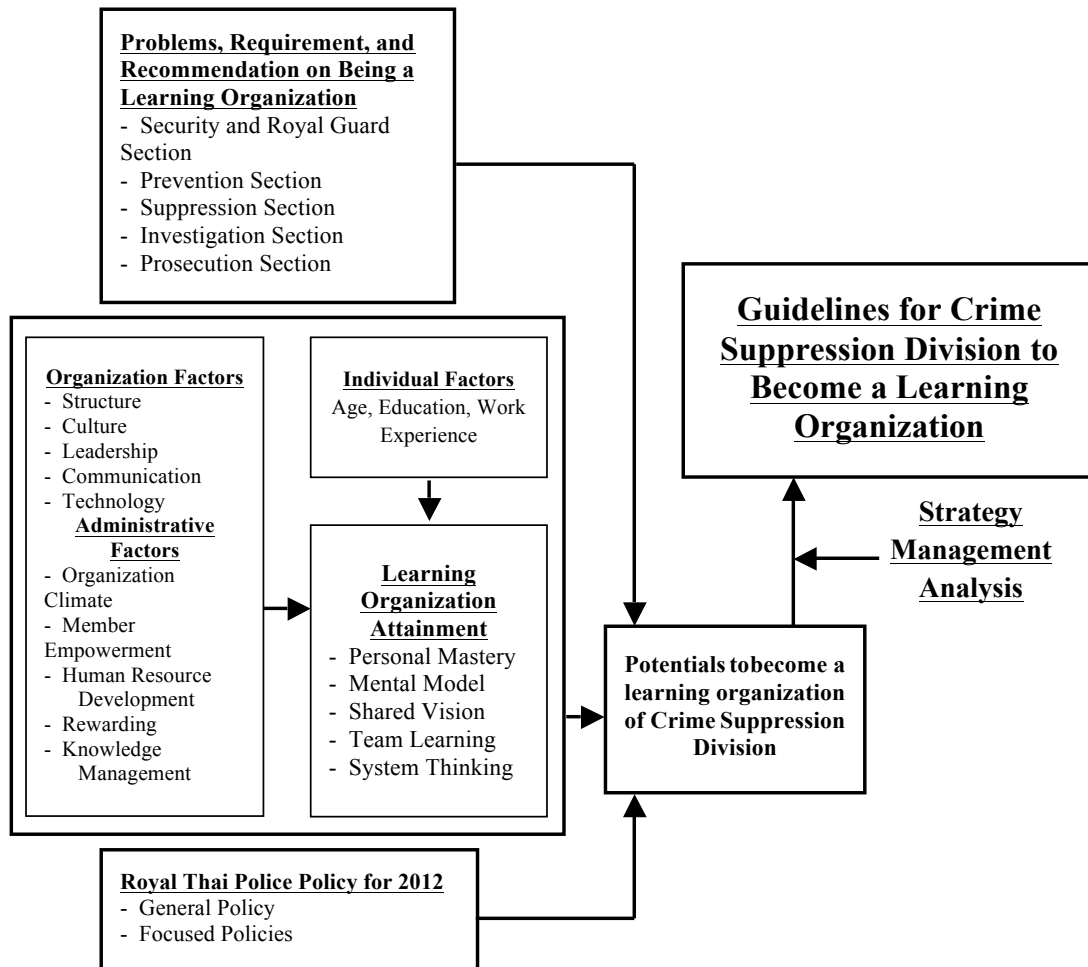 Problems, Requirement, and
Recommendation on Being a
Learning Organization
- Security and Royal Guard
Section
- Prevention Section
- Suppression Section
- Investigation Section
- Prosecution Section
Organization Factors
- Structure
- Culture
- Leadership
- Communication
- Technology
Administrative
Factors
- Organization
Climate
- Member
Empowerment
- Human Resource
Development
- Rewarding
- Knowledge
Management
Individual Factors
Age, Education, Work
Experience
Learning
Organization
Attainment
- Personal Mastery
- Mental Model
- Shared Vision
- Team Learning
- System Thinking
Royal Thai Police Policy for 2012
- General Policy
- Focused Policies
Potentials tobecome a
learning organization
of Crime Suppression
Division
Strategy
Management
Analysis
Guidelines for Crime
Suppression Division to
Become a Learning
Organization